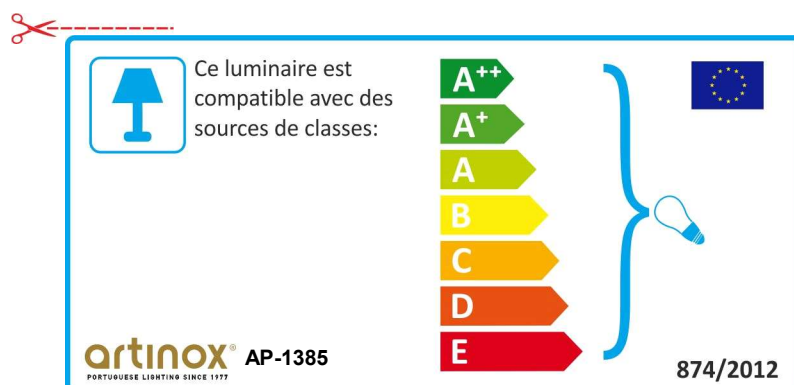 Ce luminaire est
compatible avec des
sources de classes:
A++
A+
A
B
C
D
E
artinox® AP-1385
PORTUGUESE LIGHTING SINCE 1977
874/2012